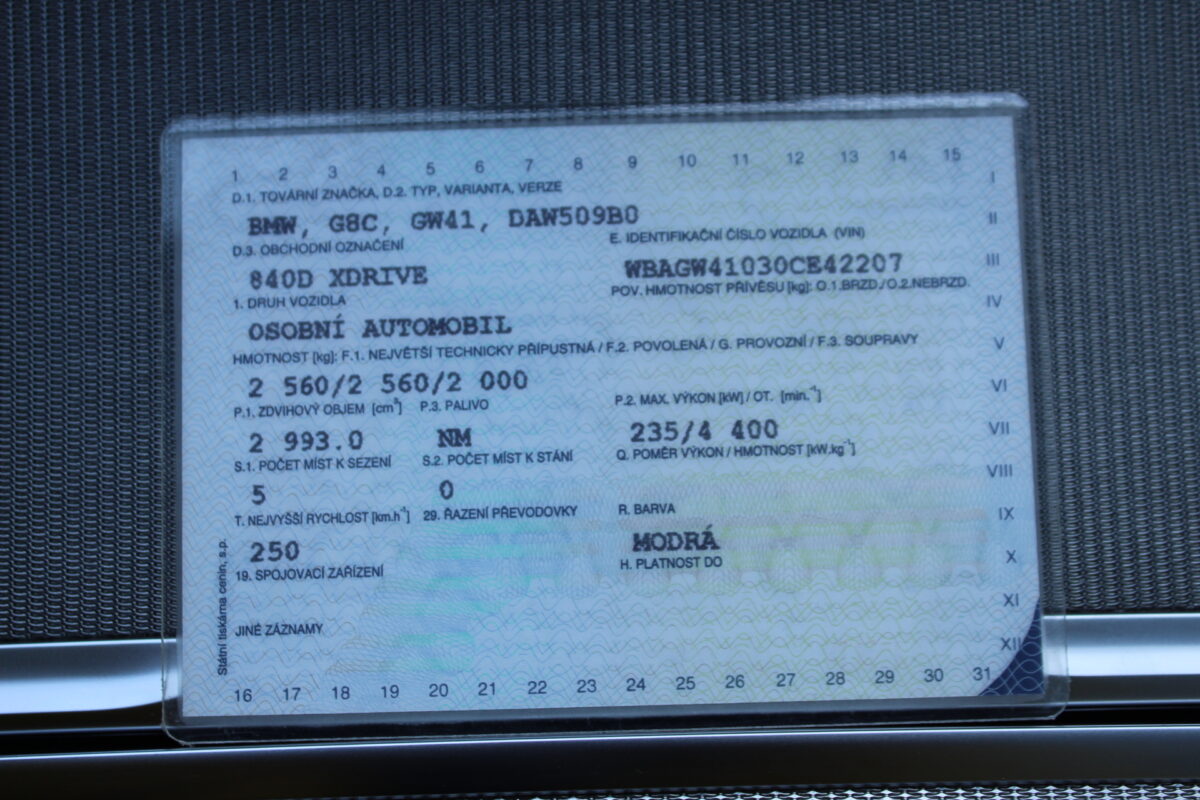 1 2 3 4 5 6 7 8 9 10 11 12 13 14 15
D.1. TOVÁRNÍ ZNAČKA, D.2. TYP, VARIANTA, VERZE
I
BMW, G8C, GW41, DAW509B0
II
D.3. OBCHODNÍ OZNAČENÍ E. IDENTIFIKAČNÍ ČÍSLO VOZIDLA (VIN)
840D XDRIVE WBAGW41030CE42207
III
1. DRUH VOZIDLA POV. HMOTNOST PŘÍVĚSU [kg]: O.1.BRZD./O.2.NEBRZD.
IV
OSOBNÍ AUTOMOBIL
HMOTNOST [kg]: F.1. NEJVĚTŠÍ TECHNICKY PŘÍPUSTNÁ / F.2. POVOLENÁ / G. PROVOZNÍ / F.3. SOUPRAVY
V
2 560/2 560/2 000
VI
P.1. ZDVIHOVÝ OBJEM [cm³] P.3. PALIVO P.2. MAX. VÝKON [kW] / OT. [min.⁻¹]
2 993.0 NM 235/4 400
VII
S.1. POČET MÍST K SEZENÍ S.2. POČET MÍST K STÁNÍ Q. POMĚR VÝKON / HMOTNOST [kW.kg⁻¹]
VIII
5 0
T. NEJVYŠŠÍ RYCHLOST [km.h⁻¹] 29. ŘAZENÍ PŘEVODOVKY R. BARVA
IX
250 MODRÁ
X
19. SPOJOVACÍ ZAŘÍZENÍ H. PLATNOST DO
XI
JINÉ ZÁZNAMY
XII
16 17 18 19 20 21 22 23 24 25 26 27 28 29 30 31
Státní tiskárna cenin, s.p.